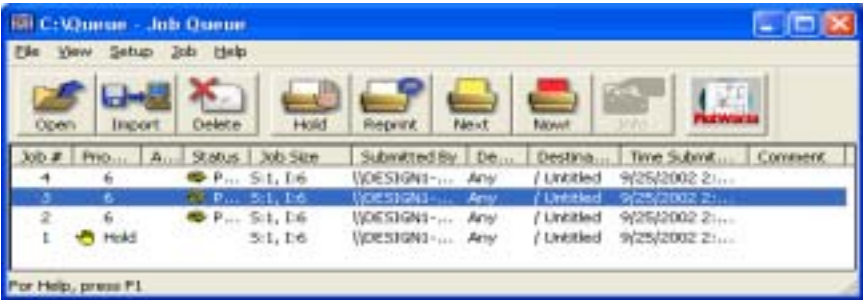 C:\Queue - Job Queue
File View Setup Job Help
Open Import Delete Hold Reprint Next Now! Info PlotWorks
Job # Prio... A... Status Job Size Submitted By De... Destina... Time Submit... Comment
4 6 P... S:1, I:6 \\DESIGN1-... Any / Untitled 9/25/2002 2:...
3 6 P... S:1, I:6 \\DESIGN1-... Any / Untitled 9/25/2002 2:...
2 6 P... S:1, I:6 \\DESIGN1-... Any / Untitled 9/25/2002 2:...
1 Hold S:1, I:6 \\DESIGN1-... Any / Untitled 9/25/2002 2:...
For Help, press F1